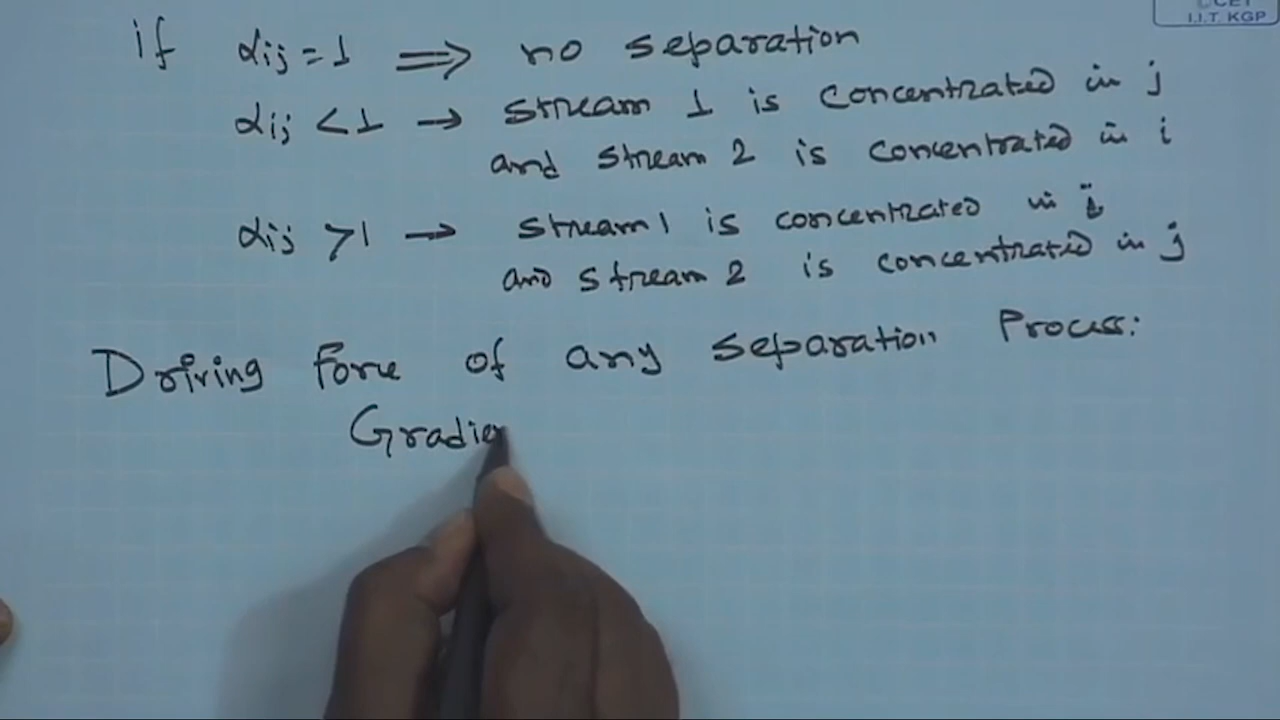 CET
I.I.T. KGP
if αij = 1 ⟹ no separation
αij < 1 → stream 1 is concentrated in j
and stream 2 is concentrated in i
αij > 1 → stream 1 is concentrated in i
and stream 2 is concentrated in j
Driving force of any separation Process:
Gradie